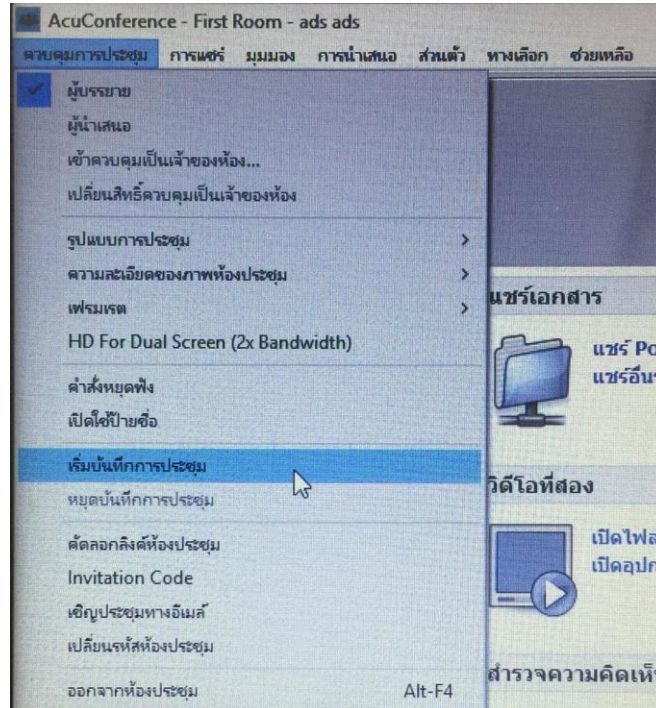 AcuConference - First Room - ads ads
ควบคุมการประชุม การแชร์ มุมมอง การนำเสนอ ส่วนตัว ทางเลือก ช่วยเหลือ
ผู้บรรยาย
ผู้นำเสนอ
เข้าควบคุมเป็นเจ้าของห้อง...
เปลี่ยนสิทธิ์ควบคุมเป็นเจ้าของห้อง
รูปแบบการประชุม
ความละเอียดของภาพห้องประชุม
เฟรมเรต
HD For Dual Screen (2x Bandwidth)
คำสั่งหยุดฟัง
เปิดใช้ป้ายชื่อ
เริ่มบันทึกการประชุม
หยุดบันทึกการประชุม
คัดลอกลิงค์ห้องประชุม
Invitation Code
เชิญประชุมทางอีเมล์
เปลี่ยนรหัสห้องประชุม
ออกจากห้องประชุม Alt-F4
แชร์เอกสาร
แชร์ Po
แชร์อื่น
วิดีโอที่สอง
เปิดไฟล
เปิดอุปก
สำรวจความคิดเห็